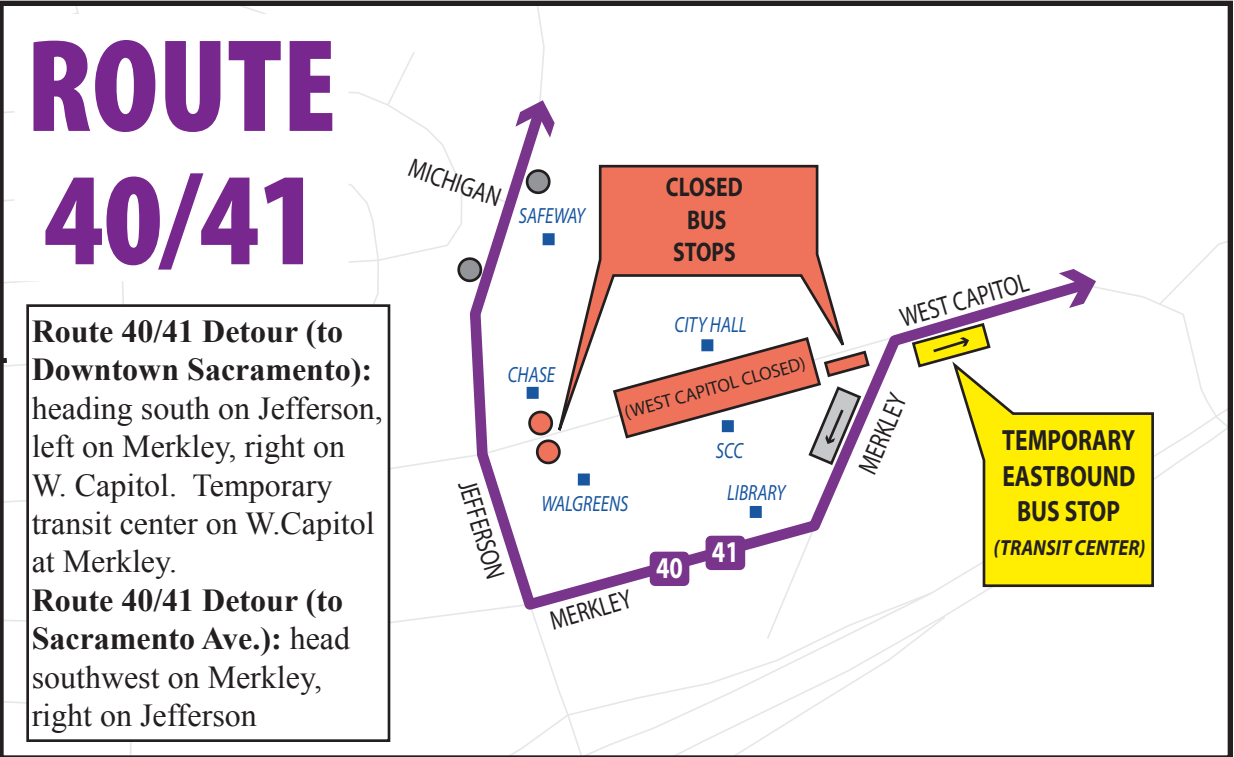 ROUTE
40/41
Route 40/41 Detour (to
Downtown Sacramento):
heading south on Jefferson,
left on Merkley, right on
W. Capitol.  Temporary
transit center on W.Capitol
at Merkley.
Route 40/41 Detour (to
Sacramento Ave.): head
southwest on Merkley,
right on Jefferson
MICHIGAN
SAFEWAY
CLOSED
BUS
STOPS
WEST CAPITOL
CITY HALL
(WEST CAPITOL CLOSED)
CHASE
SCC
MERKLEY
WALGREENS
LIBRARY
JEFFERSON
40
41
MERKLEY
TEMPORARY
EASTBOUND
BUS STOP
(TRANSIT CENTER)